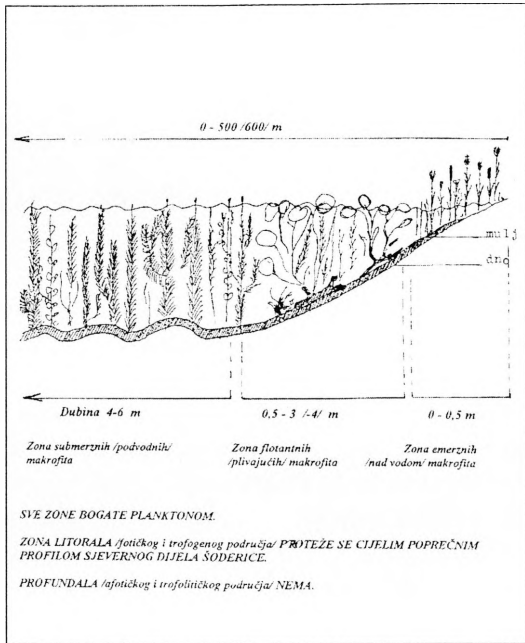 0 - 500 /600/ m
mulj
dno
Dubina 4-6 m
0,5 - 3 /-4/ m
0 - 0,5 m
Zona submerznih /podvodnih/
makrofita
Zona flotantnih
/plivajućih/ makrofita
Zona emerznih
/nad vodom/ makrofita
SVE ZONE BOGATE PLANKTONOM.
ZONA LITORALA /fotičkog i trofogenog područja/ PROTEŽE SE CIJELIM POPREČNIM
PROFILOM SJEVERNOG DIJELA ŠODERICE.
PROFUNDALA /afotičkog i trofolitičkog područja/ NEMA.